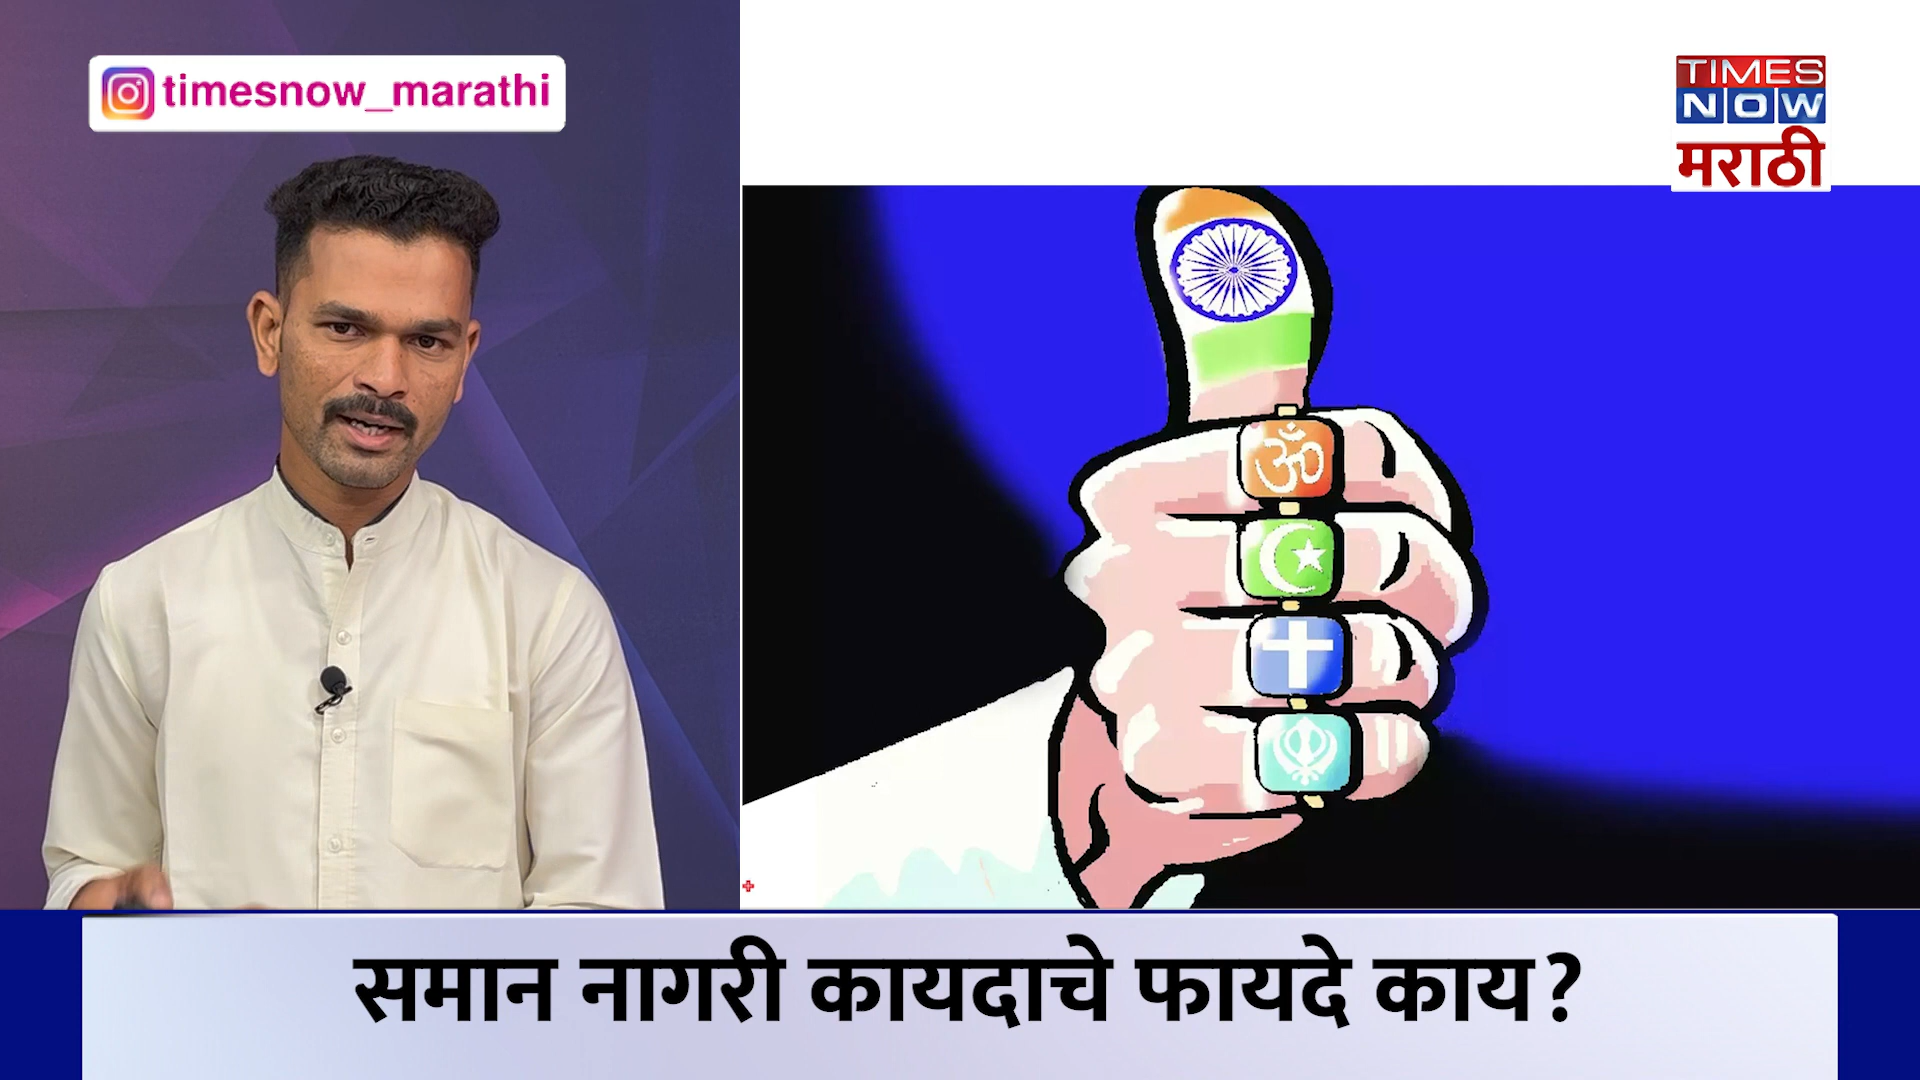 timesnow_marathi
TIMES
NOW
मराठी
ॐ
समान नागरी कायदाचे फायदे काय?